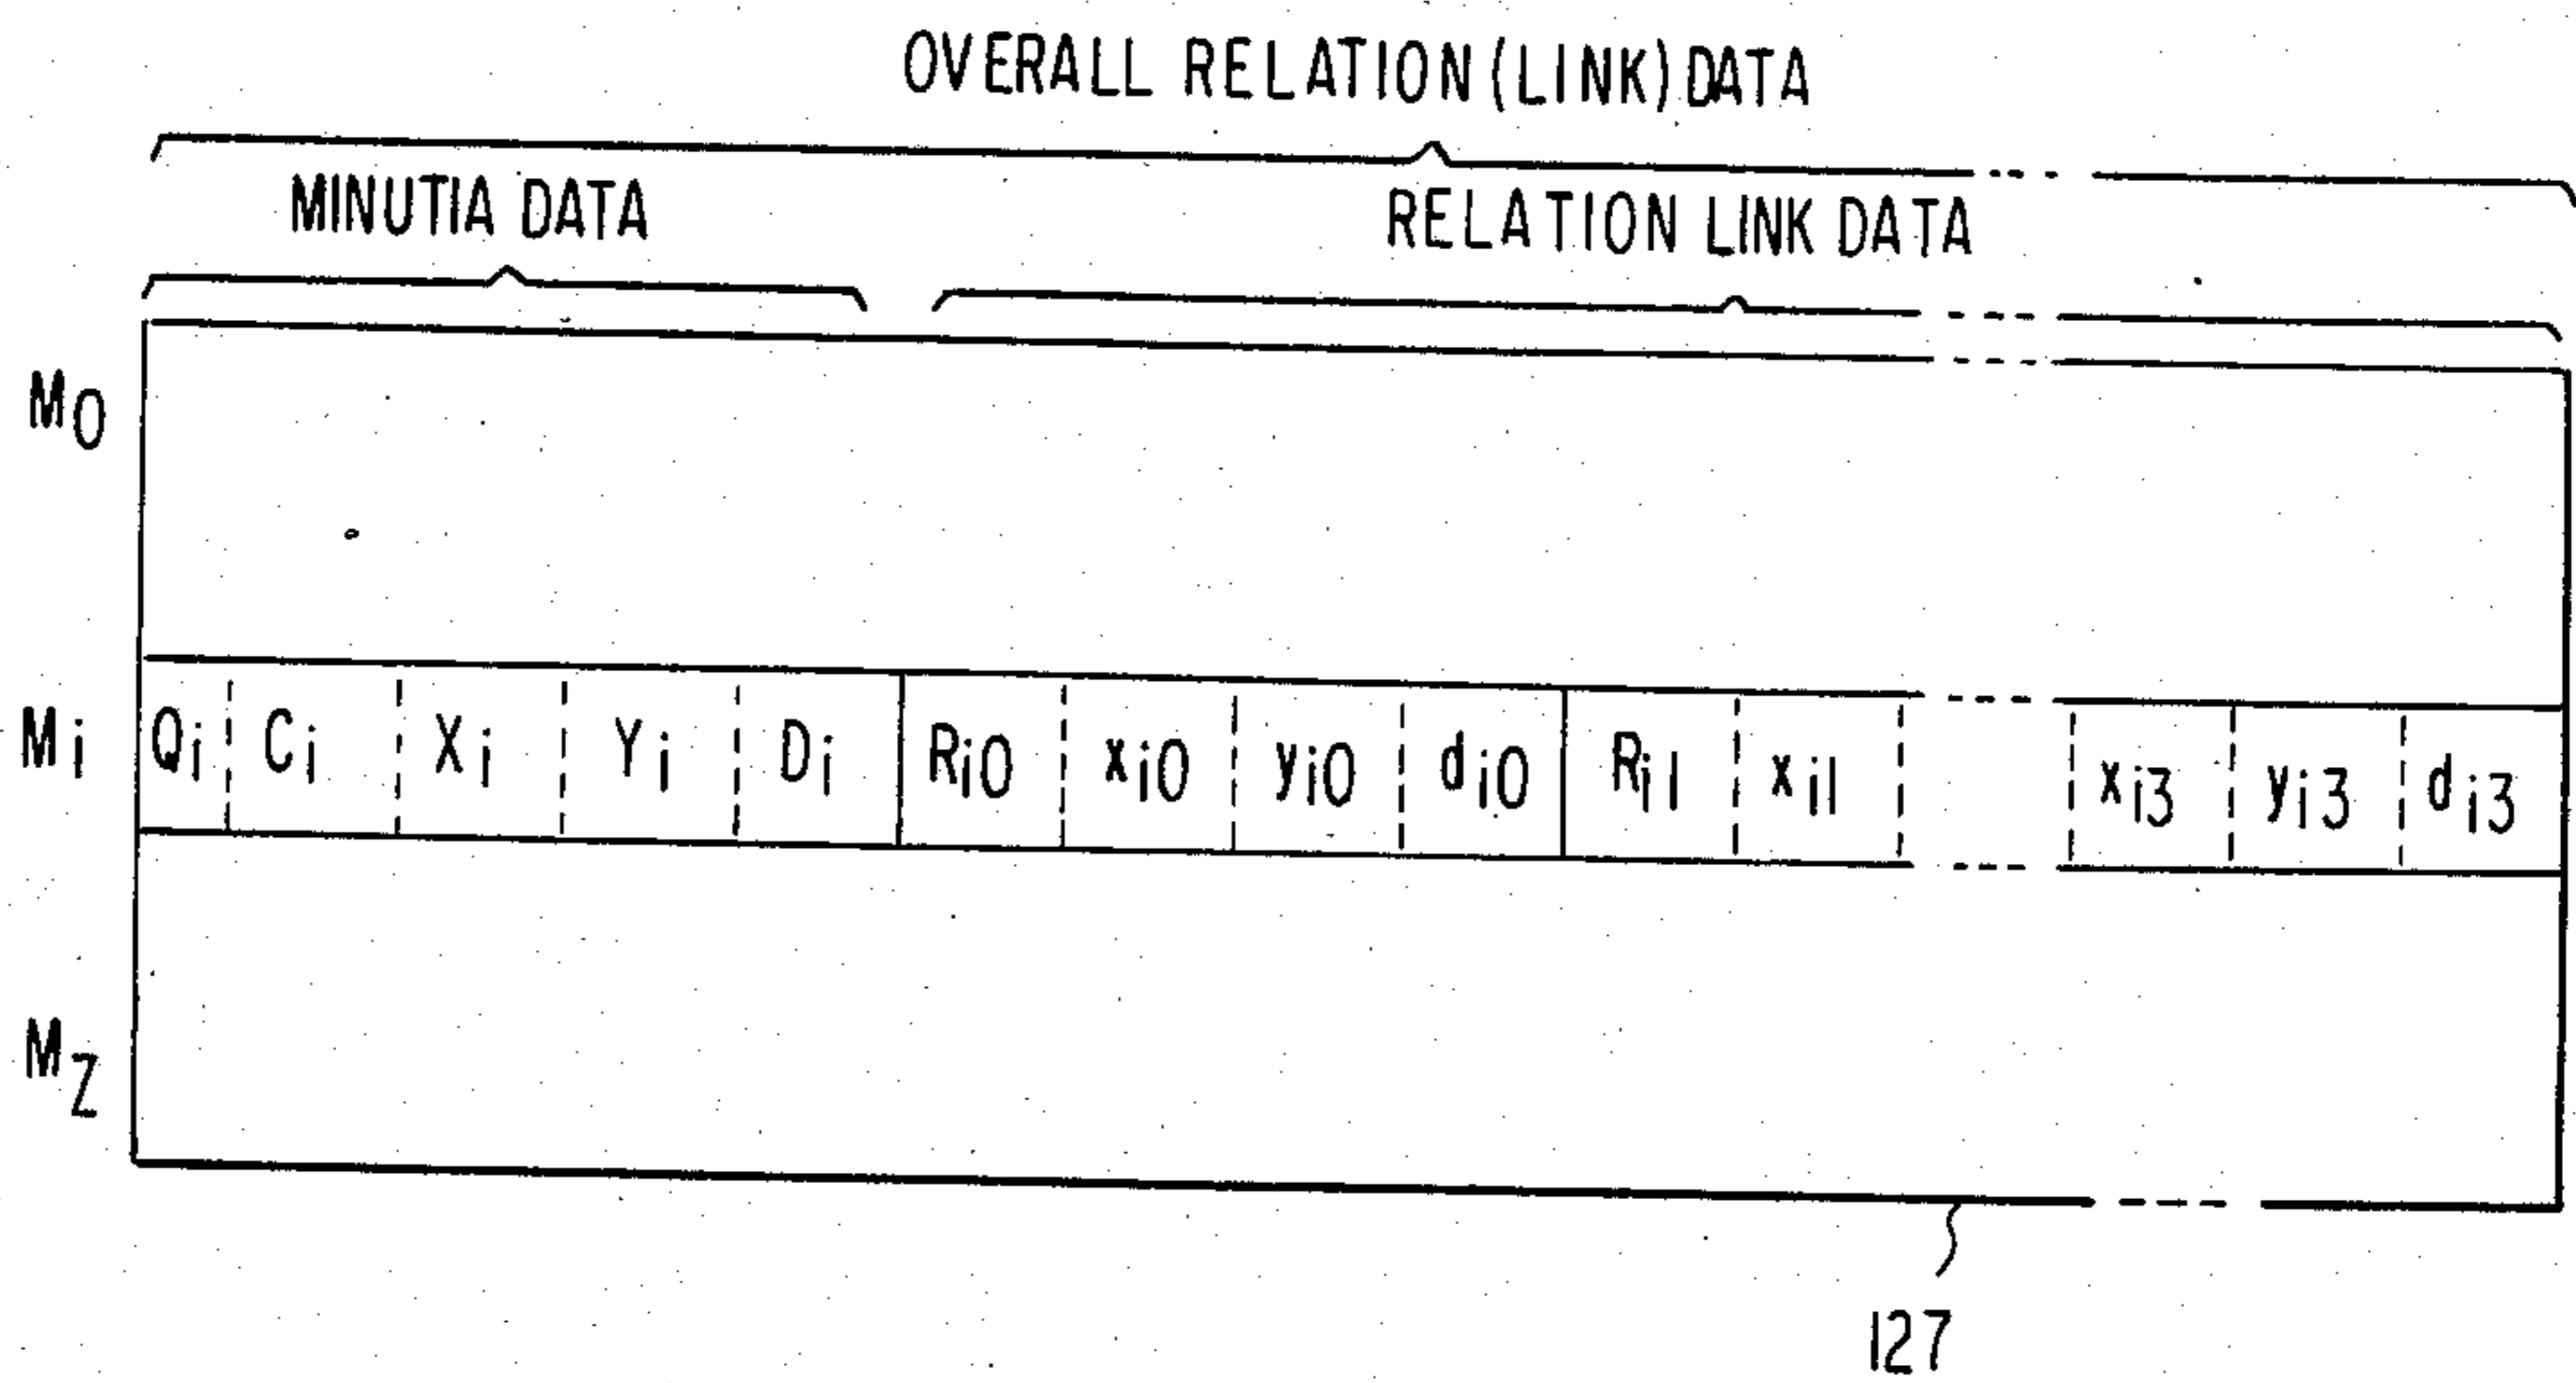 OVERALL RELATION (LINK) DATA
MINUTIA DATA RELATION LINK DATA
M0
Mi Qi Ci Xi Yi Di Ri0 xi0 yi0 di0 Ri1 xi1 xi3 yi3 di3
MZ
127